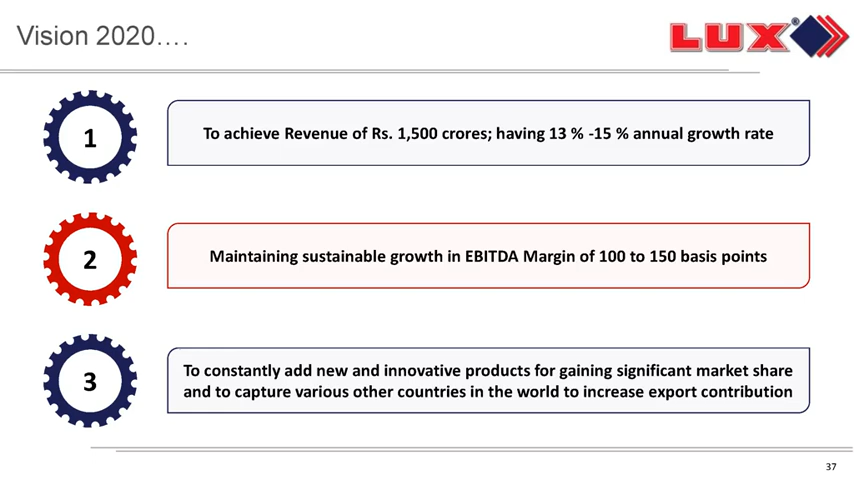 Vision 2020….
LUX®
1
To achieve Revenue of Rs. 1,500 crores; having 13 % -15 % annual growth rate
2
Maintaining sustainable growth in EBITDA Margin of 100 to 150 basis points
3
To constantly add new and innovative products for gaining significant market share
and to capture various other countries in the world to increase export contribution
37